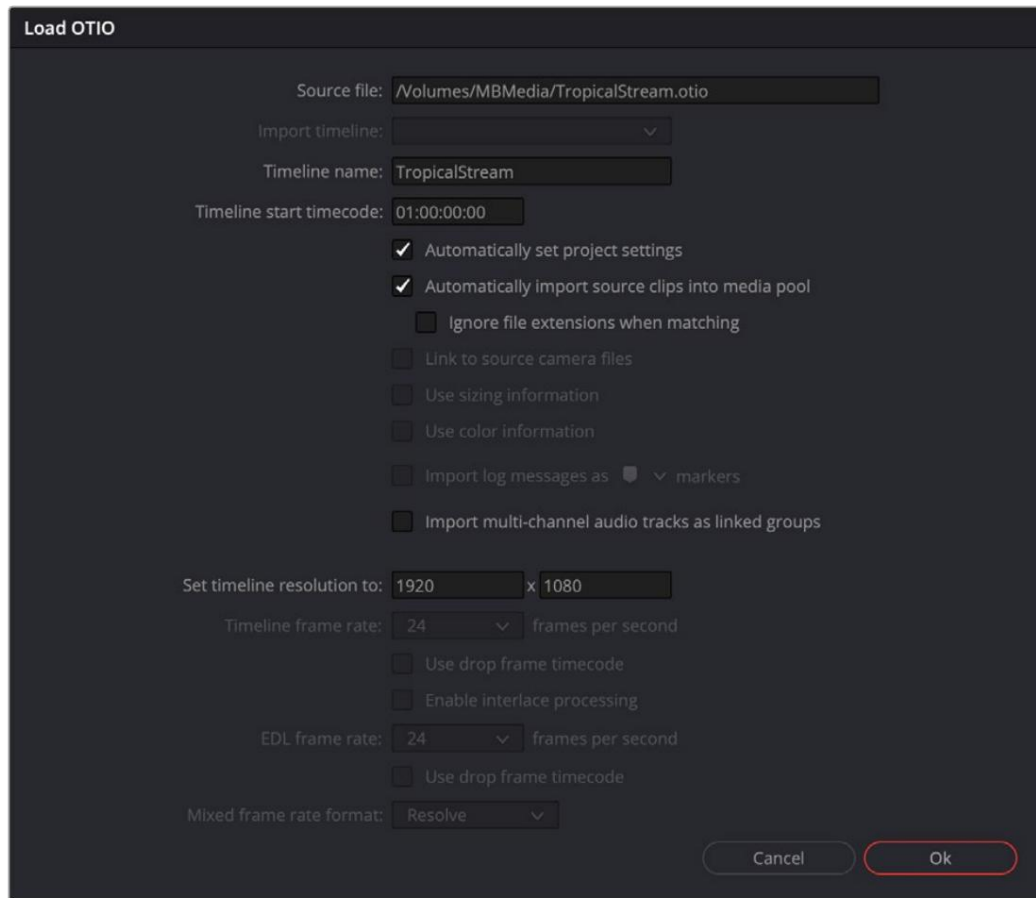 Load OTIO
Source file: /Volumes/MBMedia/TropicalStream.otio
Import timeline:
Timeline name: TropicalStream
Timeline start timecode: 01:00:00:00
Automatically set project settings
Automatically import source clips into media pool
Ignore file extensions when matching
Link to source camera files
Use sizing information
Use color information
Import log messages as markers
Import multi-channel audio tracks as linked groups
Set timeline resolution to: 1920 x 1080
Timeline frame rate: 24 frames per second
Use drop frame timecode
Enable interlace processing
EDL frame rate: 24 frames per second
Use drop frame timecode
Mixed frame rate format: Resolve
Cancel Ok